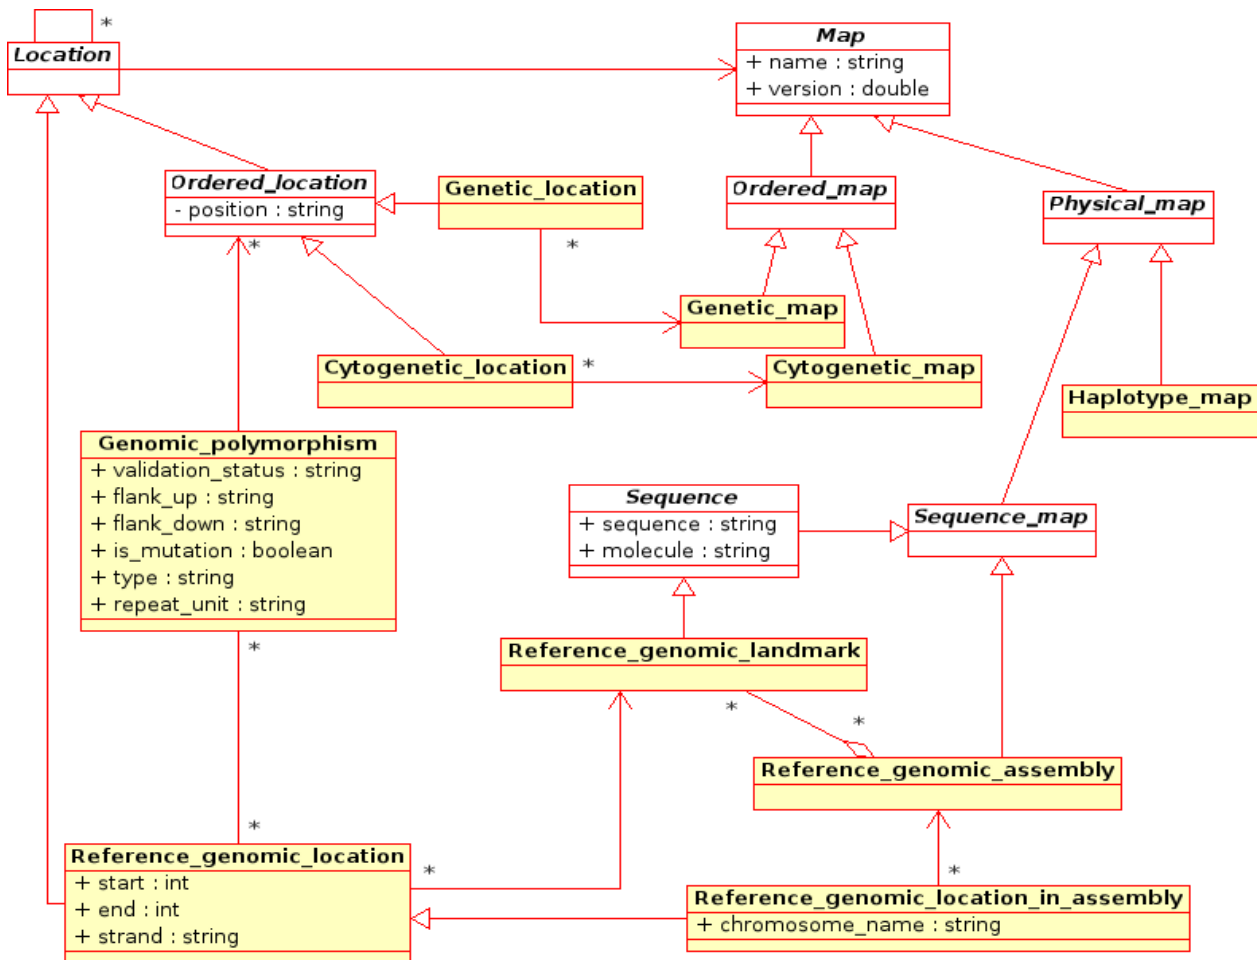 *
Location
Map
+ name : string
+ version : double
Ordered_location
- position : string
*
Genetic_location
*
Ordered_map
Physical_map
Genetic_map
Cytogenetic_location
*
Cytogenetic_map
Haplotype_map
Genomic_polymorphism
+ validation_status : string
+ flank_up : string
+ flank_down : string
+ is_mutation : boolean
+ type : string
+ repeat_unit : string
*
Sequence
+ sequence : string
+ molecule : string
Sequence_map
Reference_genomic_landmark
*
*
Reference_genomic_assembly
*
Reference_genomic_location
+ start : int
+ end : int
+ strand : string
*
*
Reference_genomic_location_in_assembly
+ chromosome_name : string